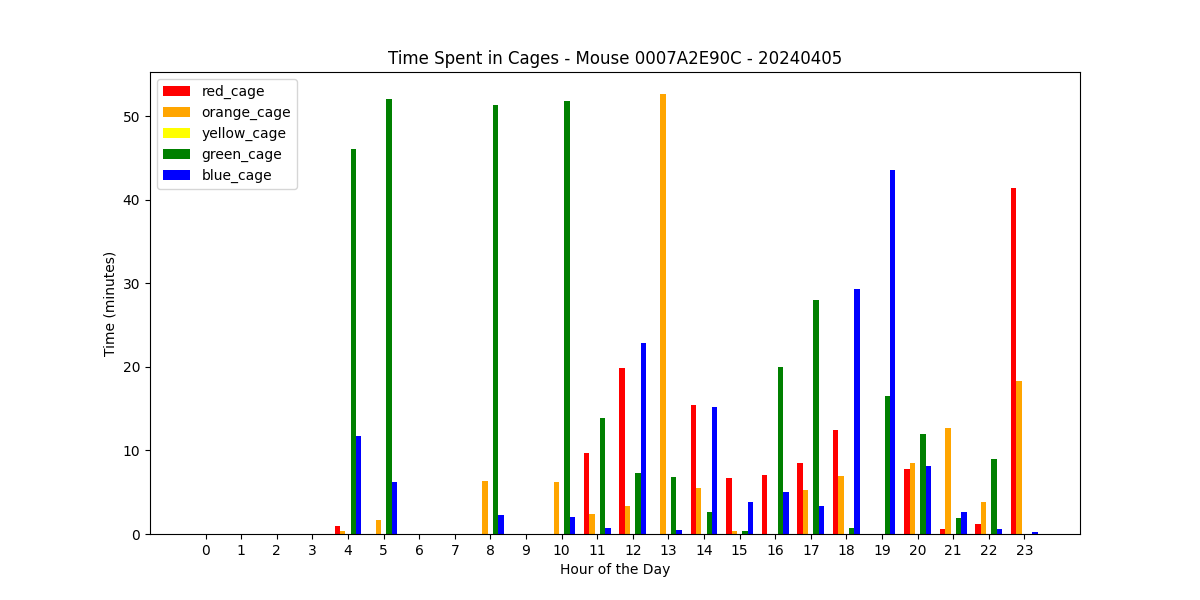 Time Spent in Cages - Mouse 0007A2E90C - 20240405
red_cage
orange_cage
yellow_cage
green_cage
blue_cage
Time (minutes)
50
40
30
20
10
0
0 1 2 3 4 5 6 7 8 9 10 11 12 13 14 15 16 17 18 19 20 21 22 23
Hour of the Day